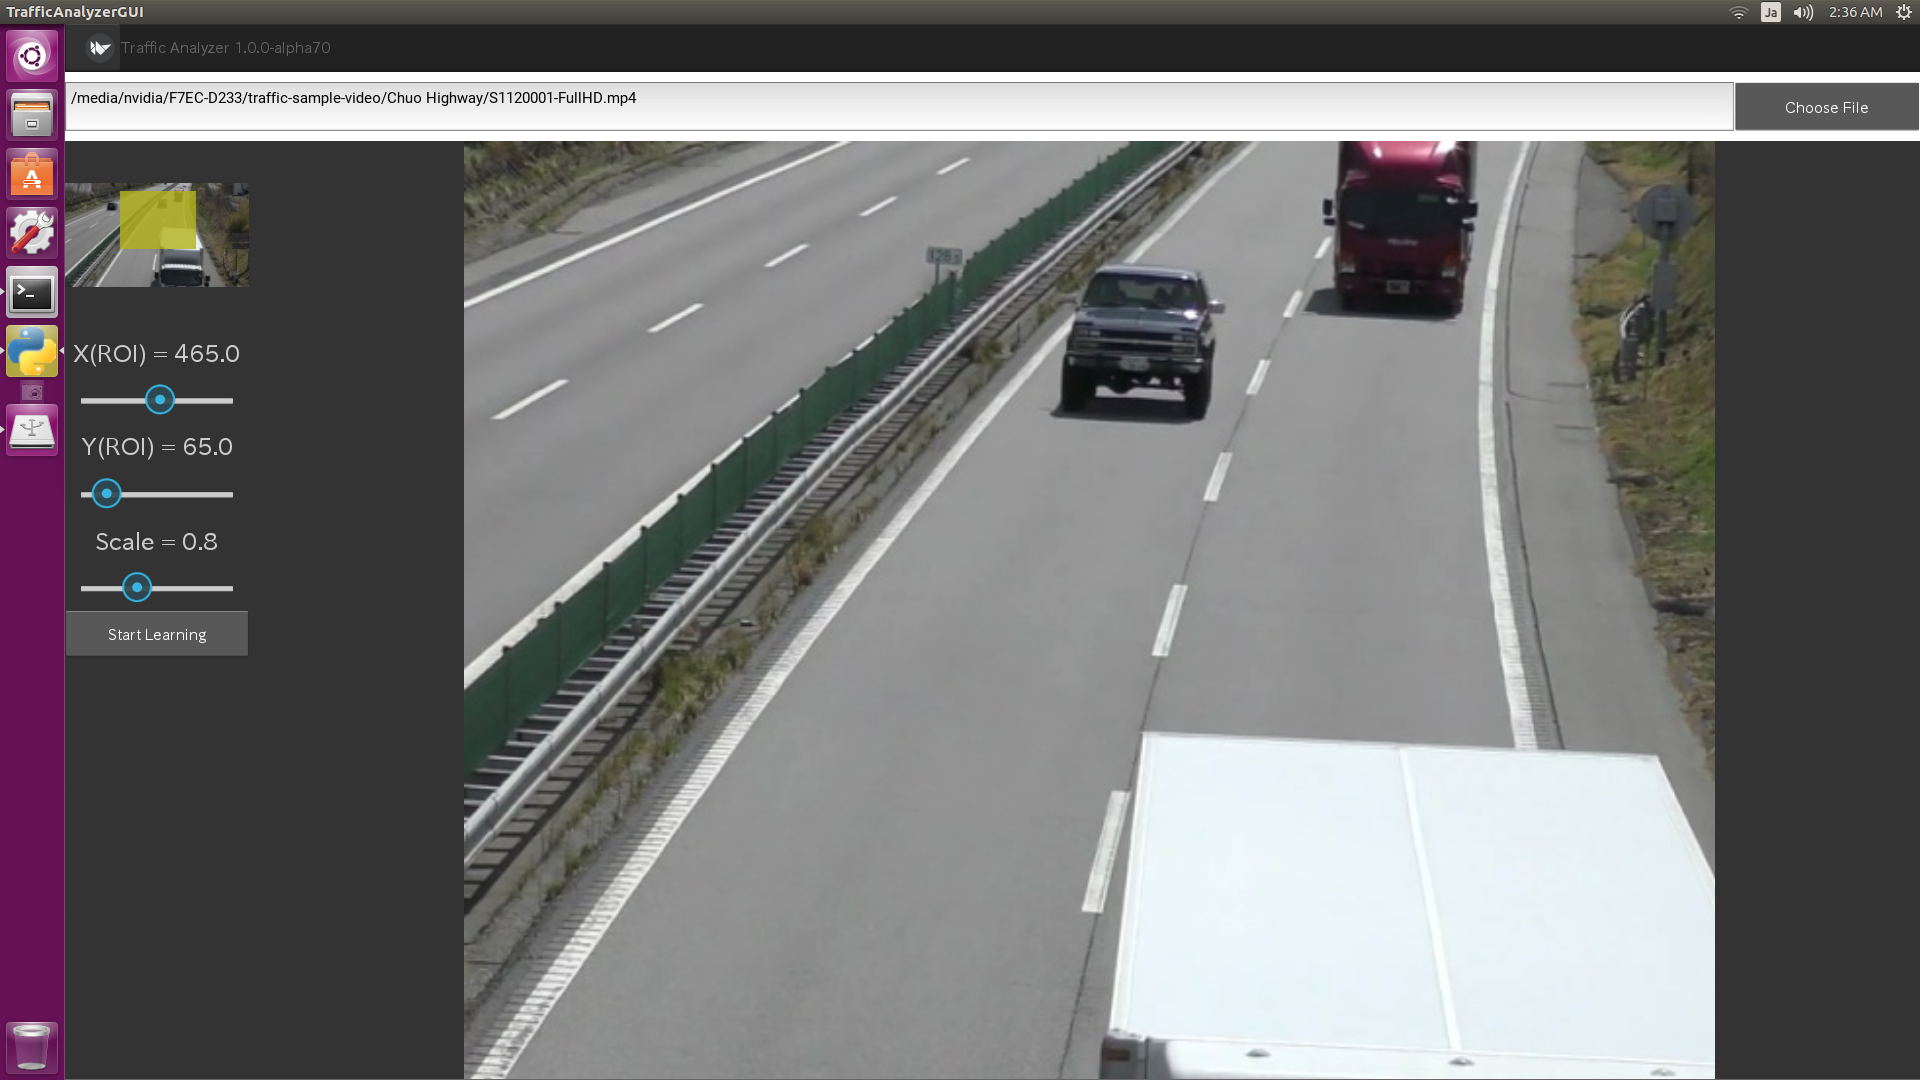 TrafficAnalyzerGUI
Ja
2:36 AM
Traffic Analyzer 1.0.0-alpha70
/media/nvidia/F7EC-D233/traffic-sample-video/Chuo Highway/S1120001-FullHD.mp4
Choose File
X(ROI) = 465.0
Y(ROI) = 65.0
Scale = 0.8
Start Learning